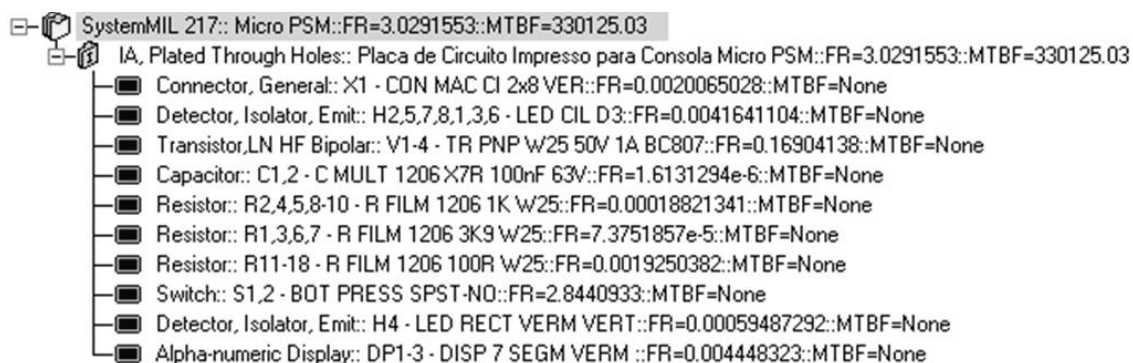 SystemMIL 217:: Micro PSM::FR=3.0291553::MTBF=330125.03
IA, Plated Through Holes:: Placa de Circuito Impresso para Consola Micro PSM::FR=3.0291553::MTBF=330125.03
Connector, General:: X1 - CON MAC CI 2x8 VER::FR=0.0020065028::MTBF=None
Detector, Isolator, Emit:: H2,5,7,8,1,3,6 - LED CIL D3::FR=0.0041641104::MTBF=None
Transistor,LN HF Bipolar:: V1-4 - TR PNP W25 50V 1A BC807::FR=0.16904138::MTBF=None
Capacitor:: C1,2 - C MULT 1206 X7R 100nF 63V::FR=1.6131294e-6::MTBF=None
Resistor:: R2,4,5,8-10 - R FILM 1206 1K W25::FR=0.00018821341::MTBF=None
Resistor:: R1,3,6,7 - R FILM 1206 3K9 W25::FR=7.3751857e-5::MTBF=None
Resistor:: R11-18 - R FILM 1206 100R W25::FR=0.0019250382::MTBF=None
Switch:: S1,2 - BOT PRESS SPST-NO::FR=2.8440933::MTBF=None
Detector, Isolator, Emit:: H4 - LED RECT VERM VERT::FR=0.00059487292::MTBF=None
Alpha-numeric Display:: DP1-3 - DISP 7 SEGM VERM ::FR=0.004448323::MTBF=None